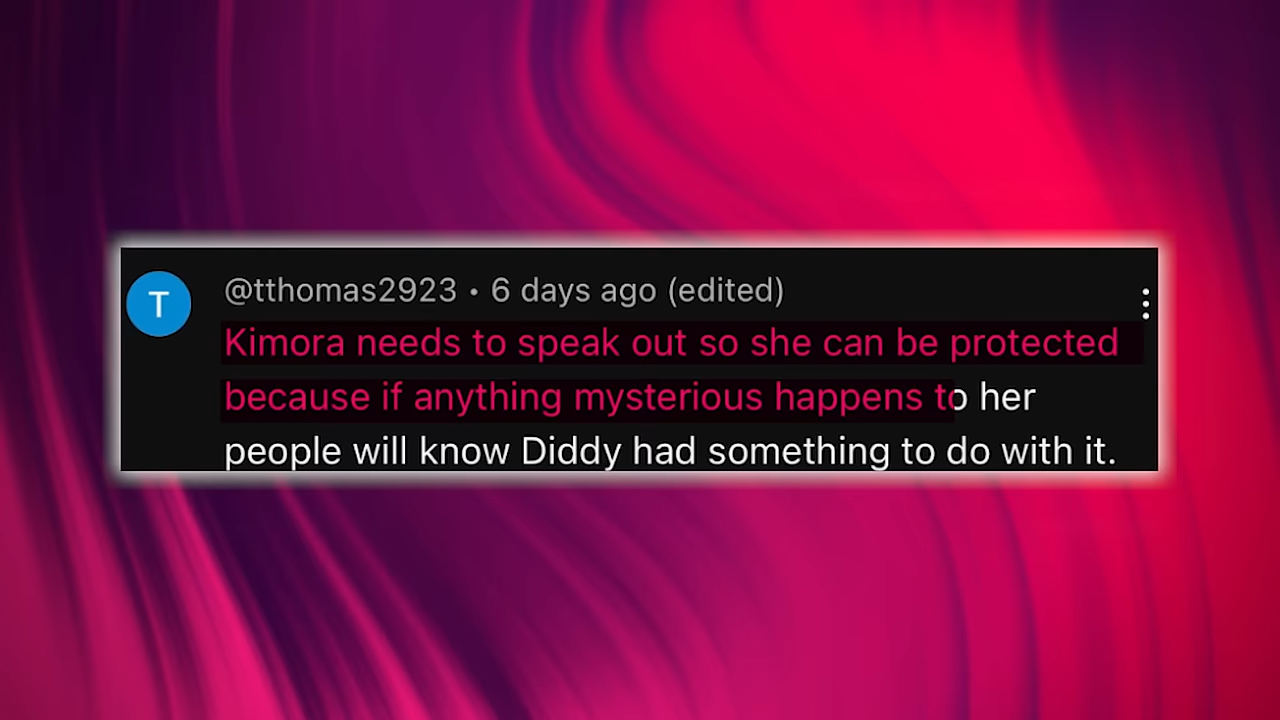 T
@tthomas2923 • 6 days ago (edited)
Kimora needs to speak out so she can be protected
because if anything mysterious happens to her
people will know Diddy had something to do with it.